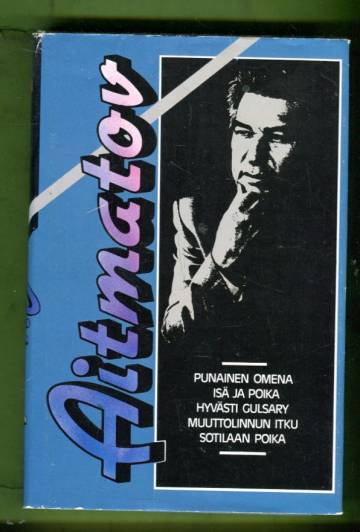 Aitmatov
PUNAINEN OMENA
ISÄ JA POIKA
HYVÄSTI GULSARY
MUUTTOLINNUN ITKU
SOTILAAN POIKA